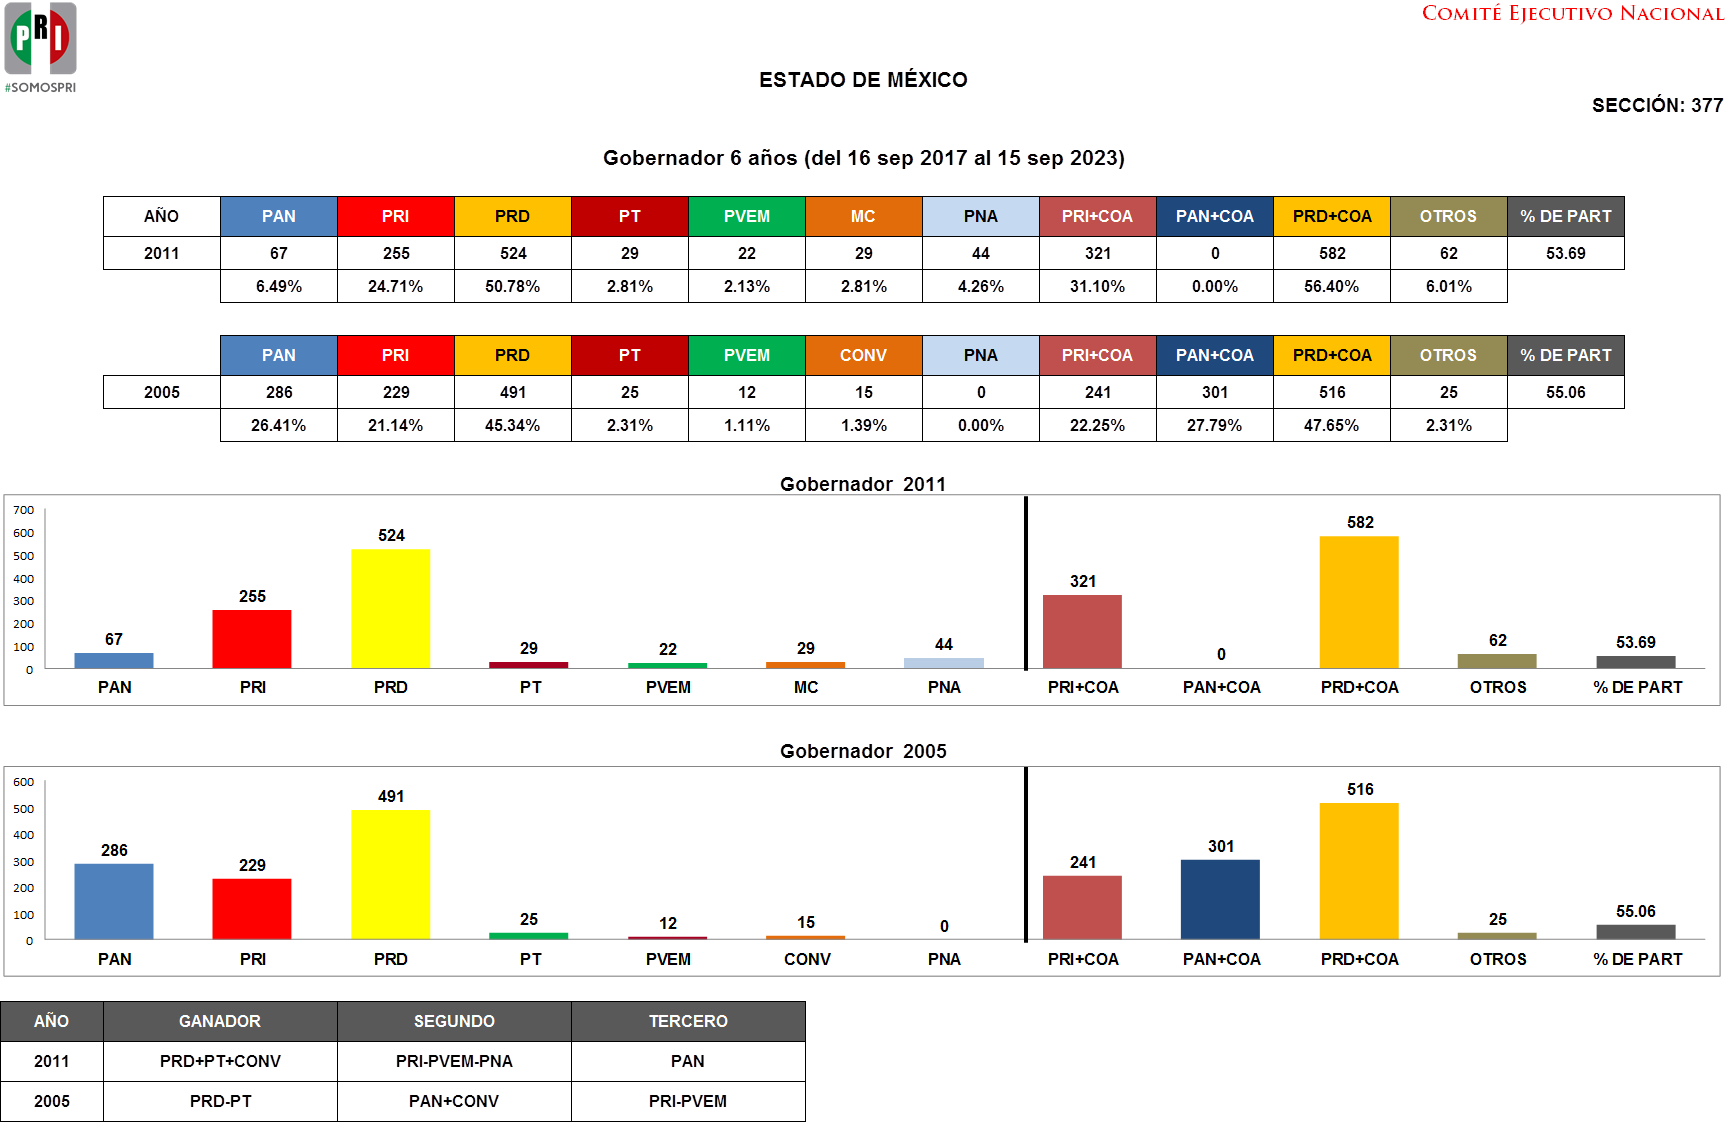 PRI
#SOMOSPRI
COMITÉ EJECUTIVO NACIONAL
ESTADO DE MÉXICO
SECCIÓN: 377
Gobernador 6 años (del 16 sep 2017 al 15 sep 2023)
AÑO PAN PRI PRD PT PVEM MC PNA PRI+COA PAN+COA PRD+COA OTROS % DE PART
2011 67 255 524 29 22 29 44 321 0 582 62 53.69
6.49% 24.71% 50.78% 2.81% 2.13% 2.81% 4.26% 31.10% 0.00% 56.40% 6.01%
PAN PRI PRD PT PVEM CONV PNA PRI+COA PAN+COA PRD+COA OTROS % DE PART
2005 286 229 491 25 12 15 0 241 301 516 25 55.06
26.41% 21.14% 45.34% 2.31% 1.11% 1.39% 0.00% 22.25% 27.79% 47.65% 2.31%
Gobernador 2011
700
600
500
400
300
200
100
0
67 255 524 29 22 29 44 321 0 582 62 53.69
PAN PRI PRD PT PVEM MC PNA PRI+COA PAN+COA PRD+COA OTROS % DE PART
Gobernador 2005
600
500
400
300
200
100
0
286 229 491 25 12 15 0 241 301 516 25 55.06
PAN PRI PRD PT PVEM CONV PNA PRI+COA PAN+COA PRD+COA OTROS % DE PART
AÑO GANADOR SEGUNDO TERCERO
2011 PRD+PT+CONV PRI-PVEM-PNA PAN
2005 PRD-PT PAN+CONV PRI-PVEM